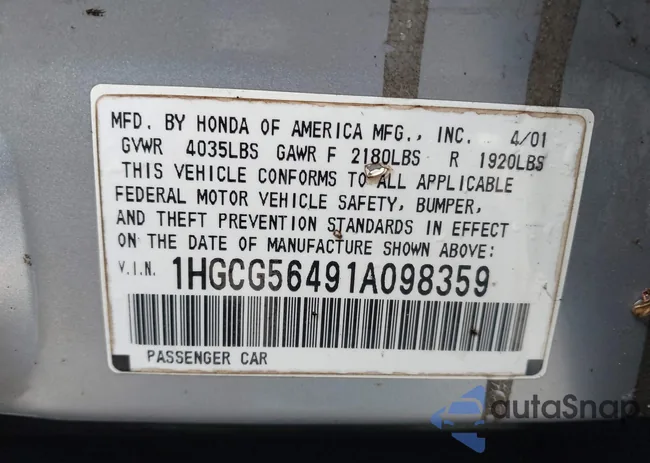 MFD. BY HONDA OF AMERICA MFG., INC. 4/01
GVWR 4035LBS GAWR F 2180LBS R 1920LBS
THIS VEHICLE CONFORMS TO ALL APPLICABLE
FEDERAL MOTOR VEHICLE SAFETY, BUMPER,
AND THEFT PREVENTION STANDARDS IN EFFECT
ON THE DATE OF MANUFACTURE SHOWN ABOVE:
V.I.N. 1HGCG56491A098359
PASSENGER CAR
autaSnap